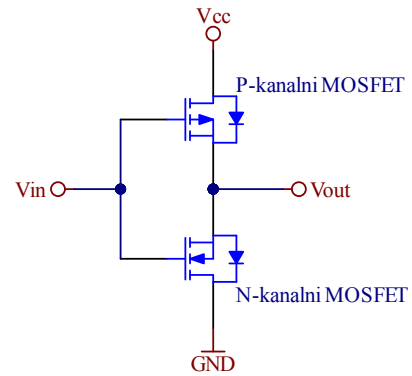 Vcc
P-kanalni MOSFET
Vin
Vout
N-kanalni MOSFET
GND